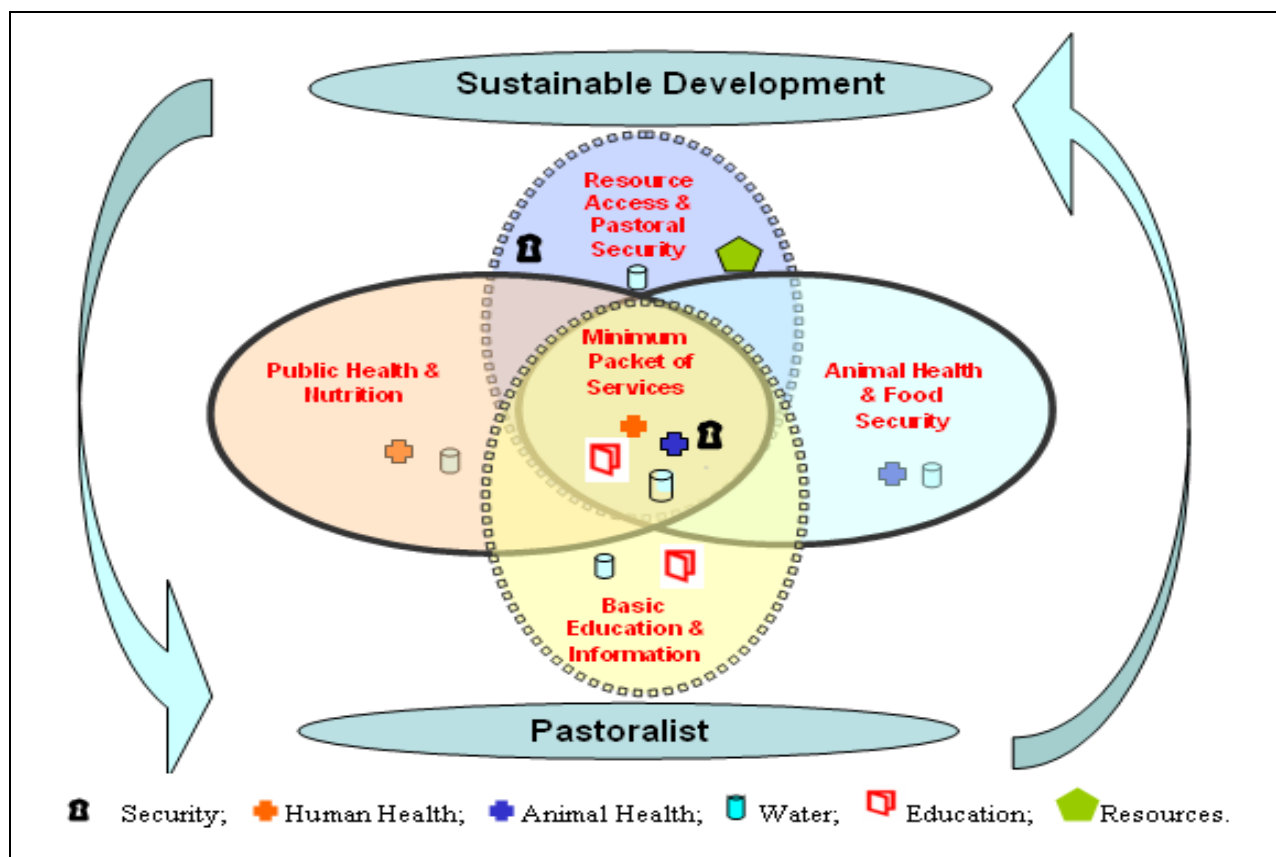 Sustainable Development
Resource
Access &
Pastoral
Security
Minimum
Packet of
Services
Public Health &
Nutrition
Animal Health
& Food
Security
Basic
Education &
Information
Pastoralist
Security; Human Health; Animal Health; Water; Education; Resources.